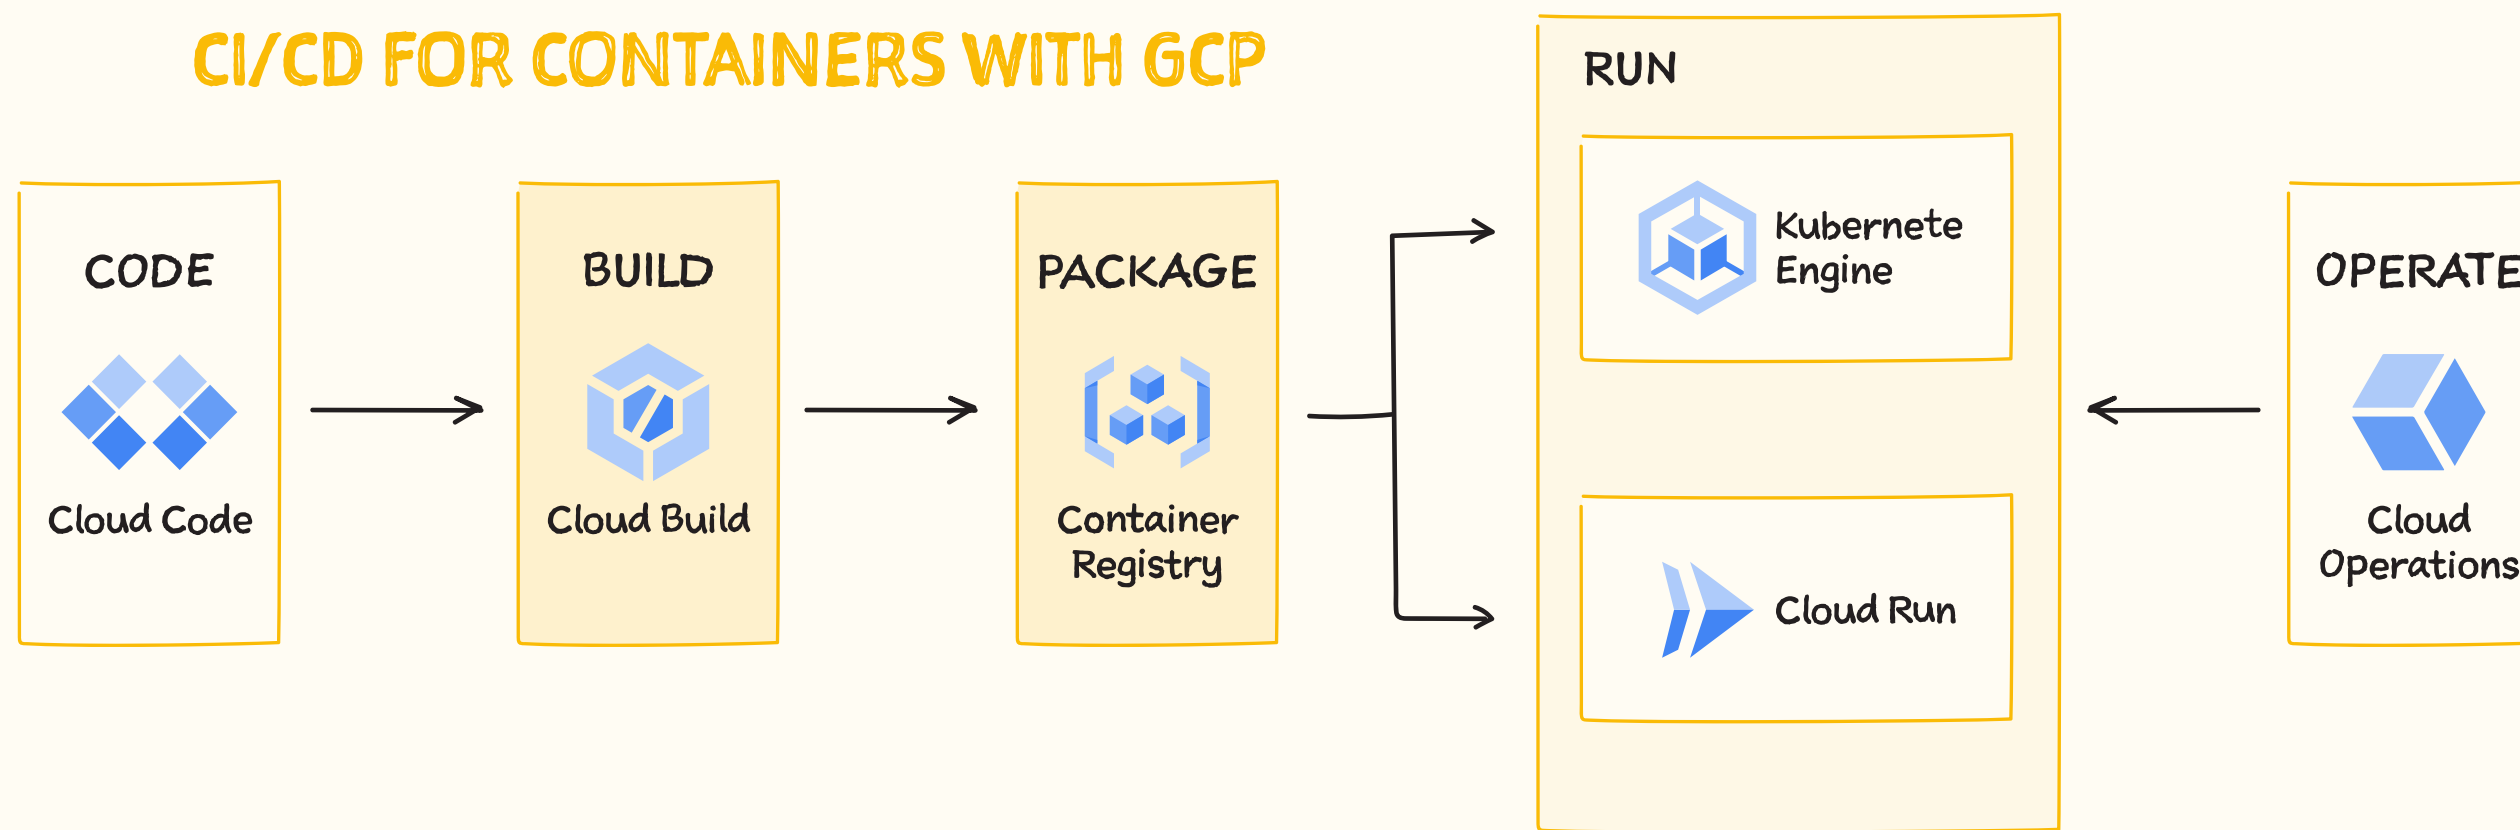 CI/CD FOR CONTAINERS WITH GCP
CODE
Cloud Code
BUILD
Cloud Build
PACKAGE
Container
Registry
RUN
Kubernete
Engine
Cloud Run
OPERATE
Cloud
Operations